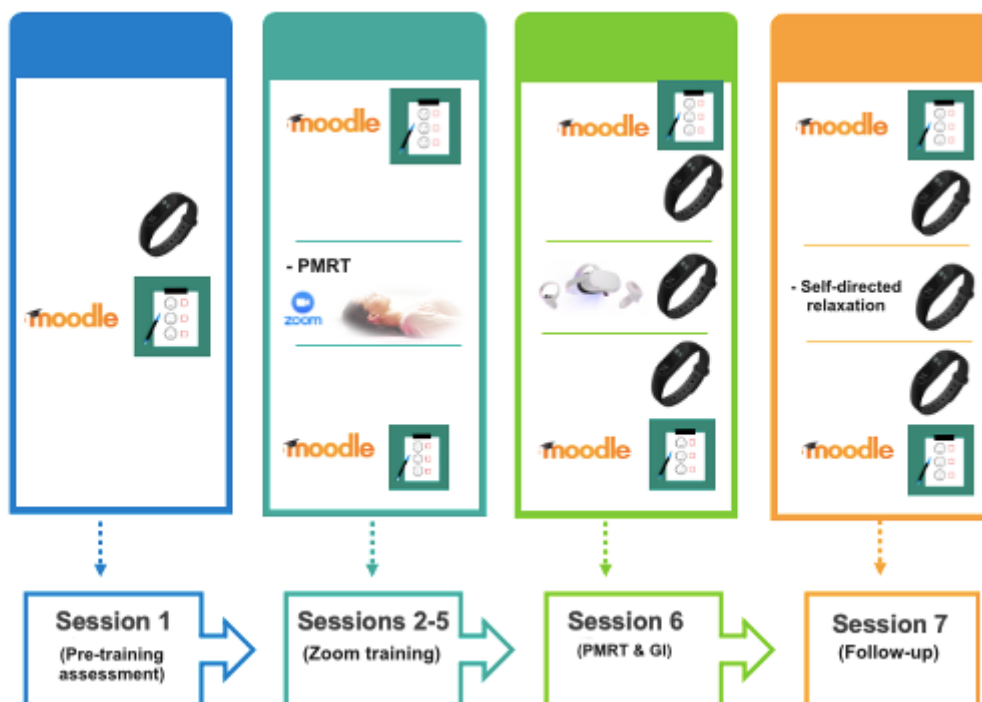 moodle
moodle
- PMRT
zoom
moodle
moodle
moodle
moodle
- Self-directed
relaxation
moodle
Session 1
(Pre-training
assessment)
Sessions 2-5
(Zoom training)
Session 6
(PMRT & GI)
Session 7
(Follow-up)